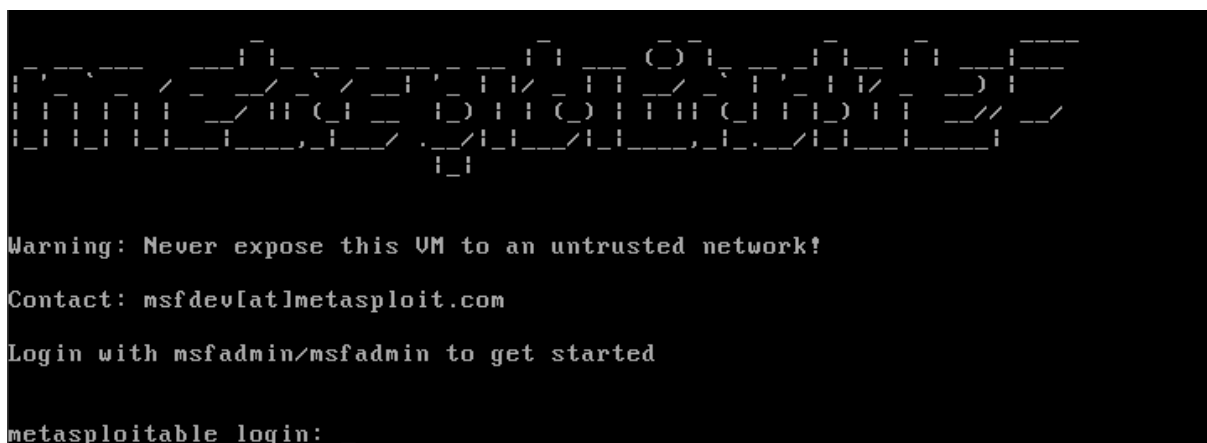 metasploitable2
Warning: Never expose this VM to an untrusted network!
Contact: msfdev[at]metasploit.com
Login with msfadmin/msfadmin to get started
metasploitable login: